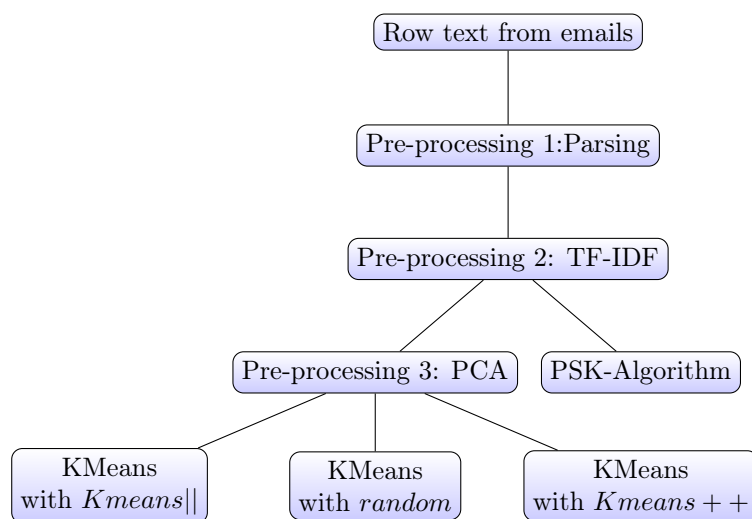 Row text from emails
Pre-processing 1:Parsing
Pre-processing 2: TF-IDF
Pre-processing 3: PCA
PSK-Algorithm
KMeans
with Kmeans||
KMeans
with random
KMeans
with Kmeans + +